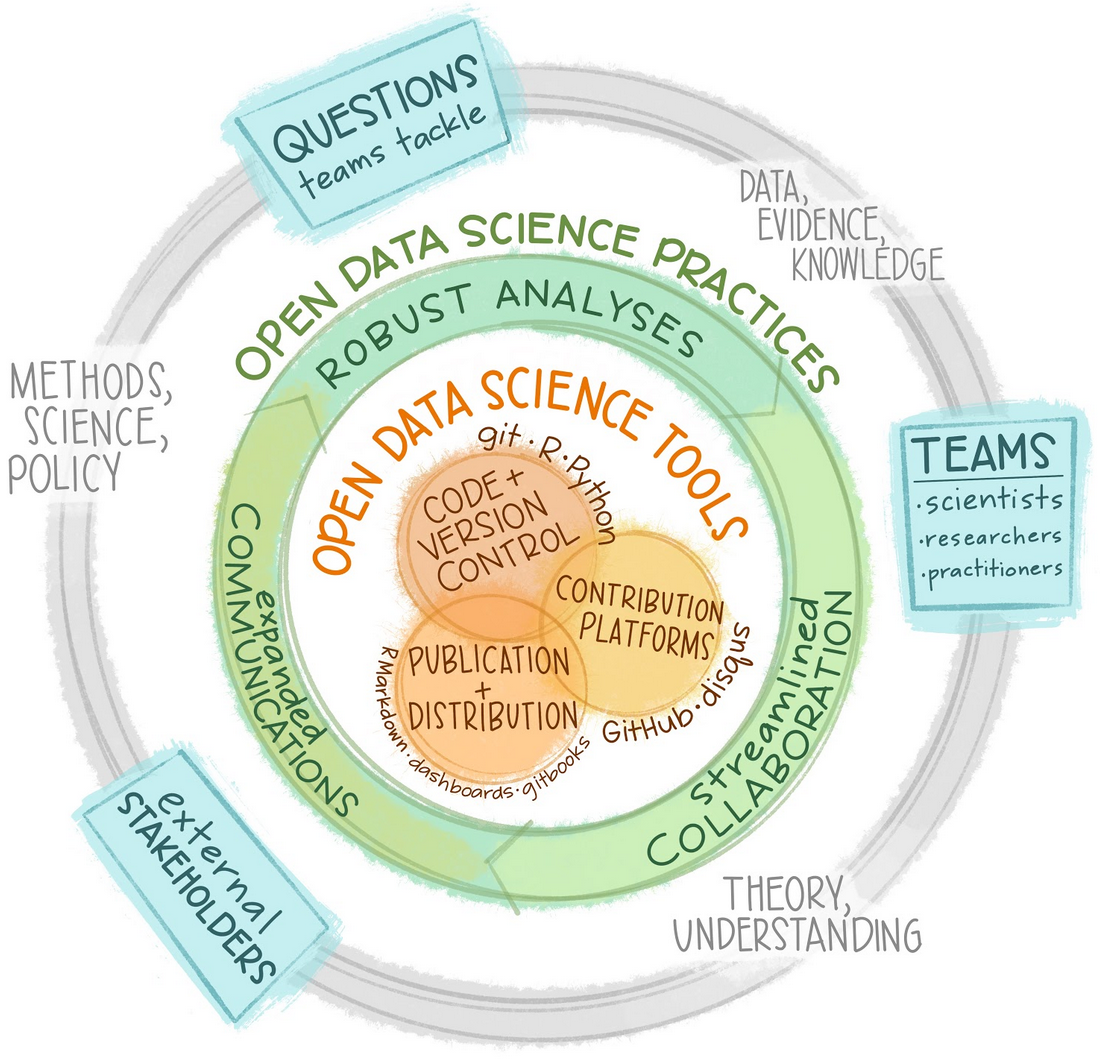 QUESTIONS
teams tackle
DATA,
EVIDENCE,
KNOWLEDGE
METHODS,
SCIENCE,
POLICY
OPEN DATA SCIENCE PRACTICES
ROBUST ANALYSES
TEAMS
·scientists
·researchers
·practitioners
OPEN DATA SCIENCE TOOLS
git · R · Python
CODE +
VERSION
CONTROL
CONTRIBUTION
PLATFORMS
GitHub · disqus
PUBLICATION
+
DISTRIBUTION
RMarkdown · dashboards · gitbooks
expanded
COMMUNICATIONS
streamlined
COLLABORATION
external
STAKEHOLDERS
THEORY,
UNDERSTANDING